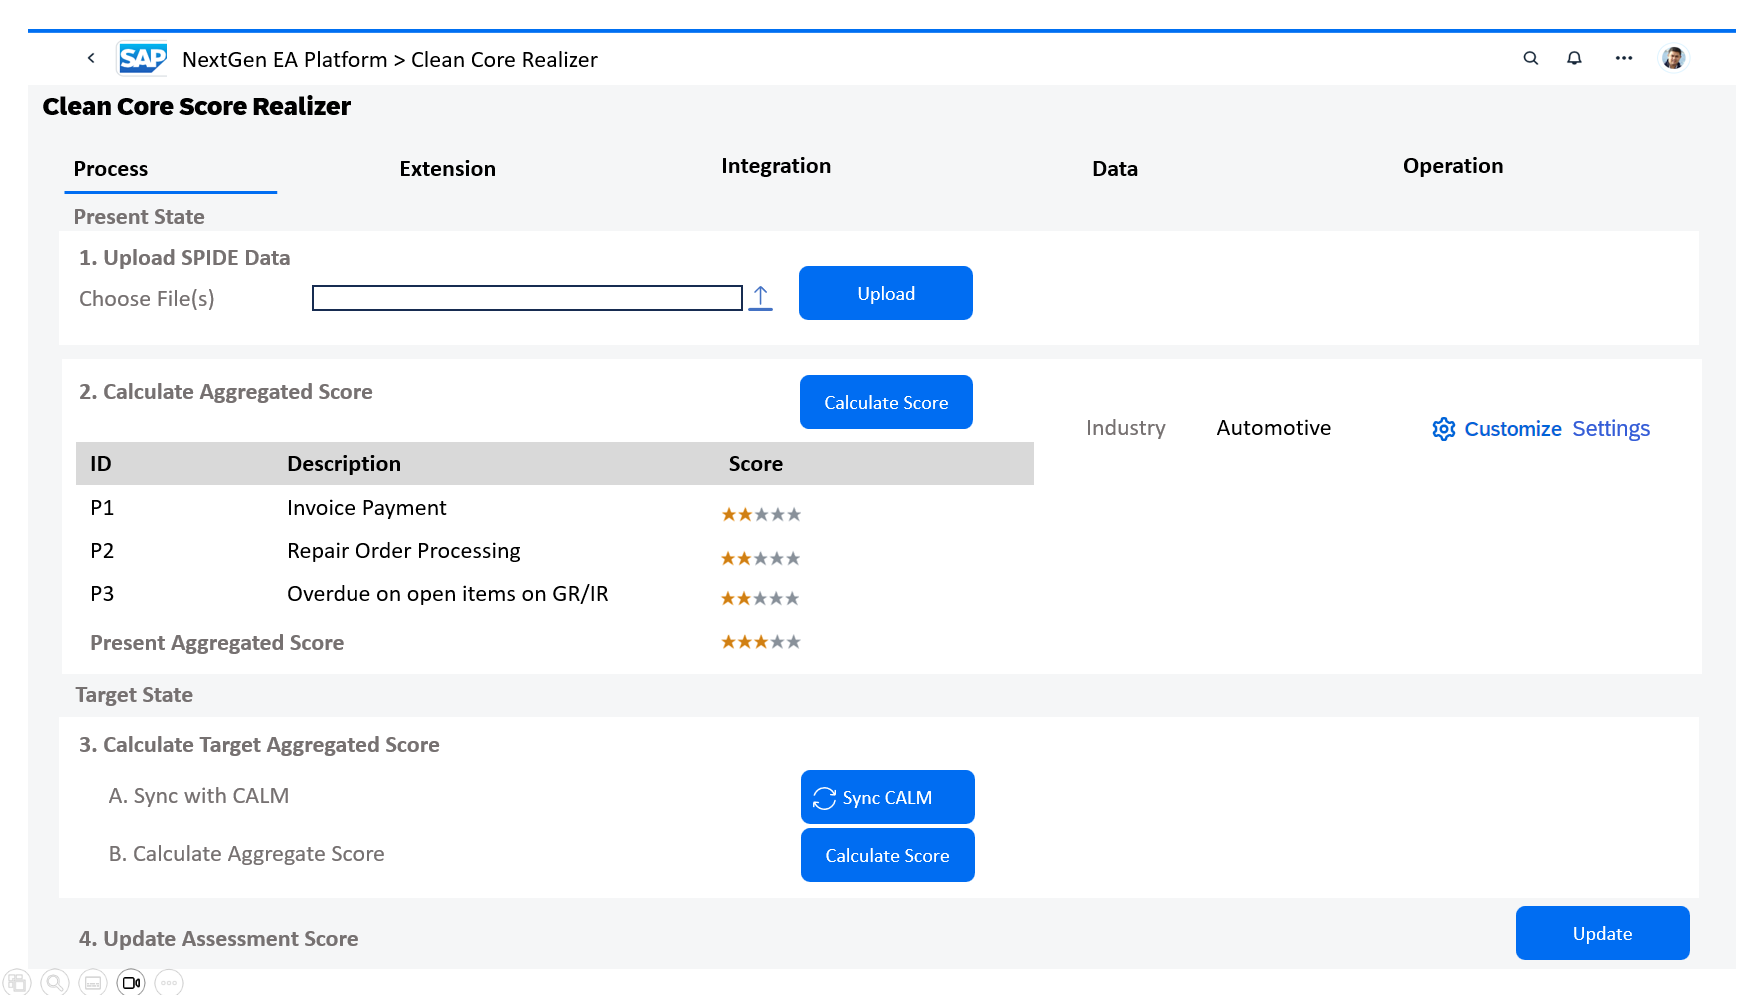 SAP NextGen EA Platform > Clean Core Realizer
Clean Core Score Realizer
Process Extension Integration Data Operation
Present State
1. Upload SPIDE Data
Choose File(s) Upload
2. Calculate Aggregated Score Calculate Score
Industry Automotive Customize Settings
ID Description Score
P1 Invoice Payment
P2 Repair Order Processing
P3 Overdue on open items on GR/IR
Present Aggregated Score
Target State
3. Calculate Target Aggregated Score
A. Sync with CALM Sync CALM
B. Calculate Aggregate Score Calculate Score
4. Update Assessment Score Update